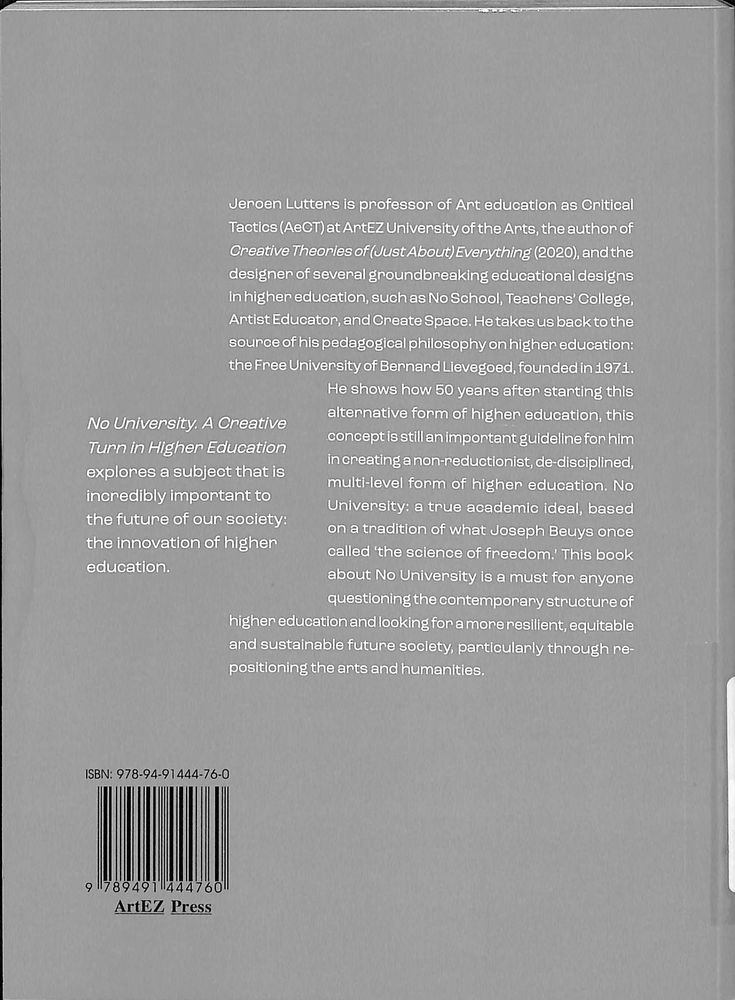 Jeroen Lutters is professor of Art education as Critical
Tactics (AeCT) at ArtEZ University of the Arts, the author of
Creative Theories of (Just About) Everything (2020), and the
designer of several groundbreaking educational designs
in higher education, such as No School, Teachers' College,
Artist Educator, and Create Space. He takes us back to the
source of his pedagogical philosophy on higher education:
the Free University of Bernard Lievegoed, founded in 1971.
He shows how 50 years after starting this
alternative form of higher education, this
concept is still an important guideline for him
in creating a non-reductionist, de-disciplined,
multi-level form of higher education. No
University: a true academic ideal, based
on a tradition of what Joseph Beuys once
called 'the science of freedom.' This book
about No University is a must for anyone
questioning the contemporary structure of
higher education and looking for a more resilient, equitable
and sustainable future society, particularly through re-
positioning the arts and humanities.
No University. A Creative
Turn in Higher Education
explores a subject that is
incredibly important to
the future of our society:
the innovation of higher
education.
ISBN: 978-94-91444-76-0
9 789491 444760
ArtEZ Press